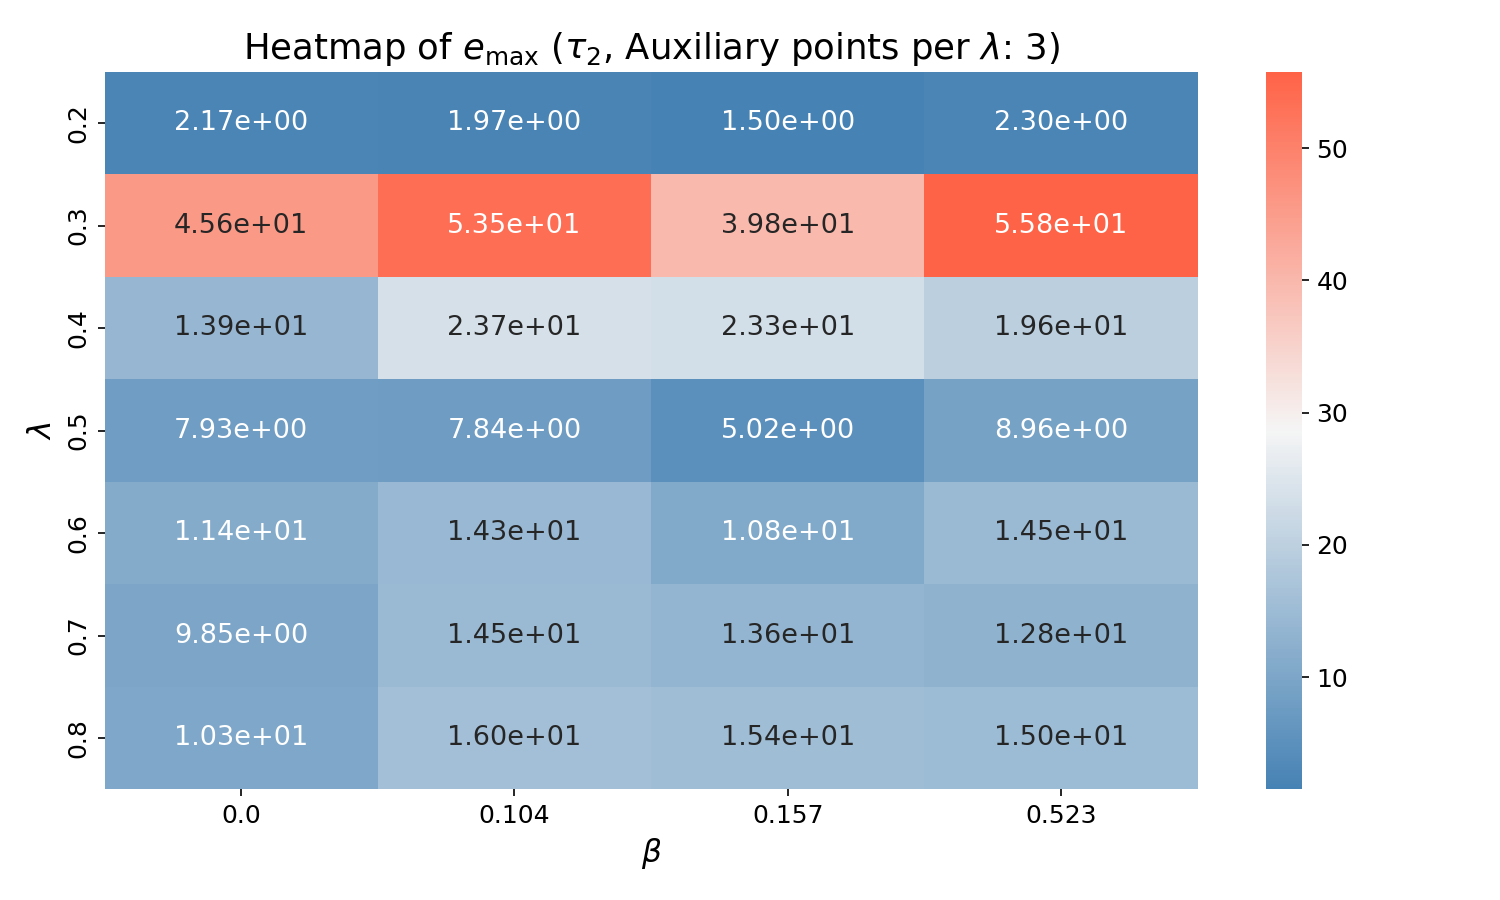 Heatmap of e_max (τ_2, Auxiliary points per λ: 3)
0.2 2.17e+00 1.97e+00 1.50e+00 2.30e+00
0.3 4.56e+01 5.35e+01 3.98e+01 5.58e+01
0.4 1.39e+01 2.37e+01 2.33e+01 1.96e+01
0.5 7.93e+00 7.84e+00 5.02e+00 8.96e+00
0.6 1.14e+01 1.43e+01 1.08e+01 1.45e+01
0.7 9.85e+00 1.45e+01 1.36e+01 1.28e+01
0.8 1.03e+01 1.60e+01 1.54e+01 1.50e+01
λ
0.0 0.104 0.157 0.523
β
50
40
30
20
10